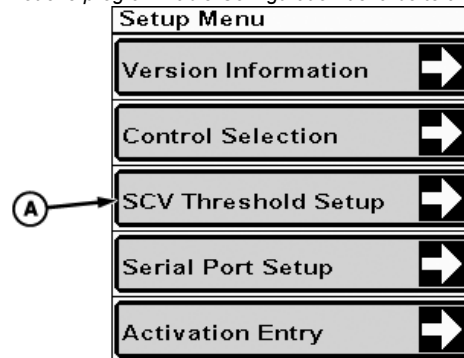 Setup Menu
Version Information
Control Selection
A
SCV Threshold Setup
Serial Port Setup
Activation Entry